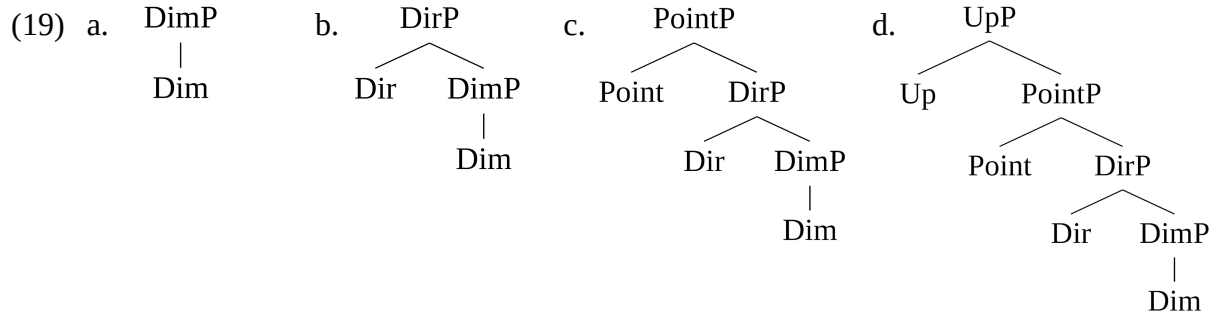 (19) a. DimP b. DirP c. PointP d. UpP
Dim Dir DimP Point DirP Up PointP
Dim Dir DimP Point DirP
Dim Dir DimP
Dim